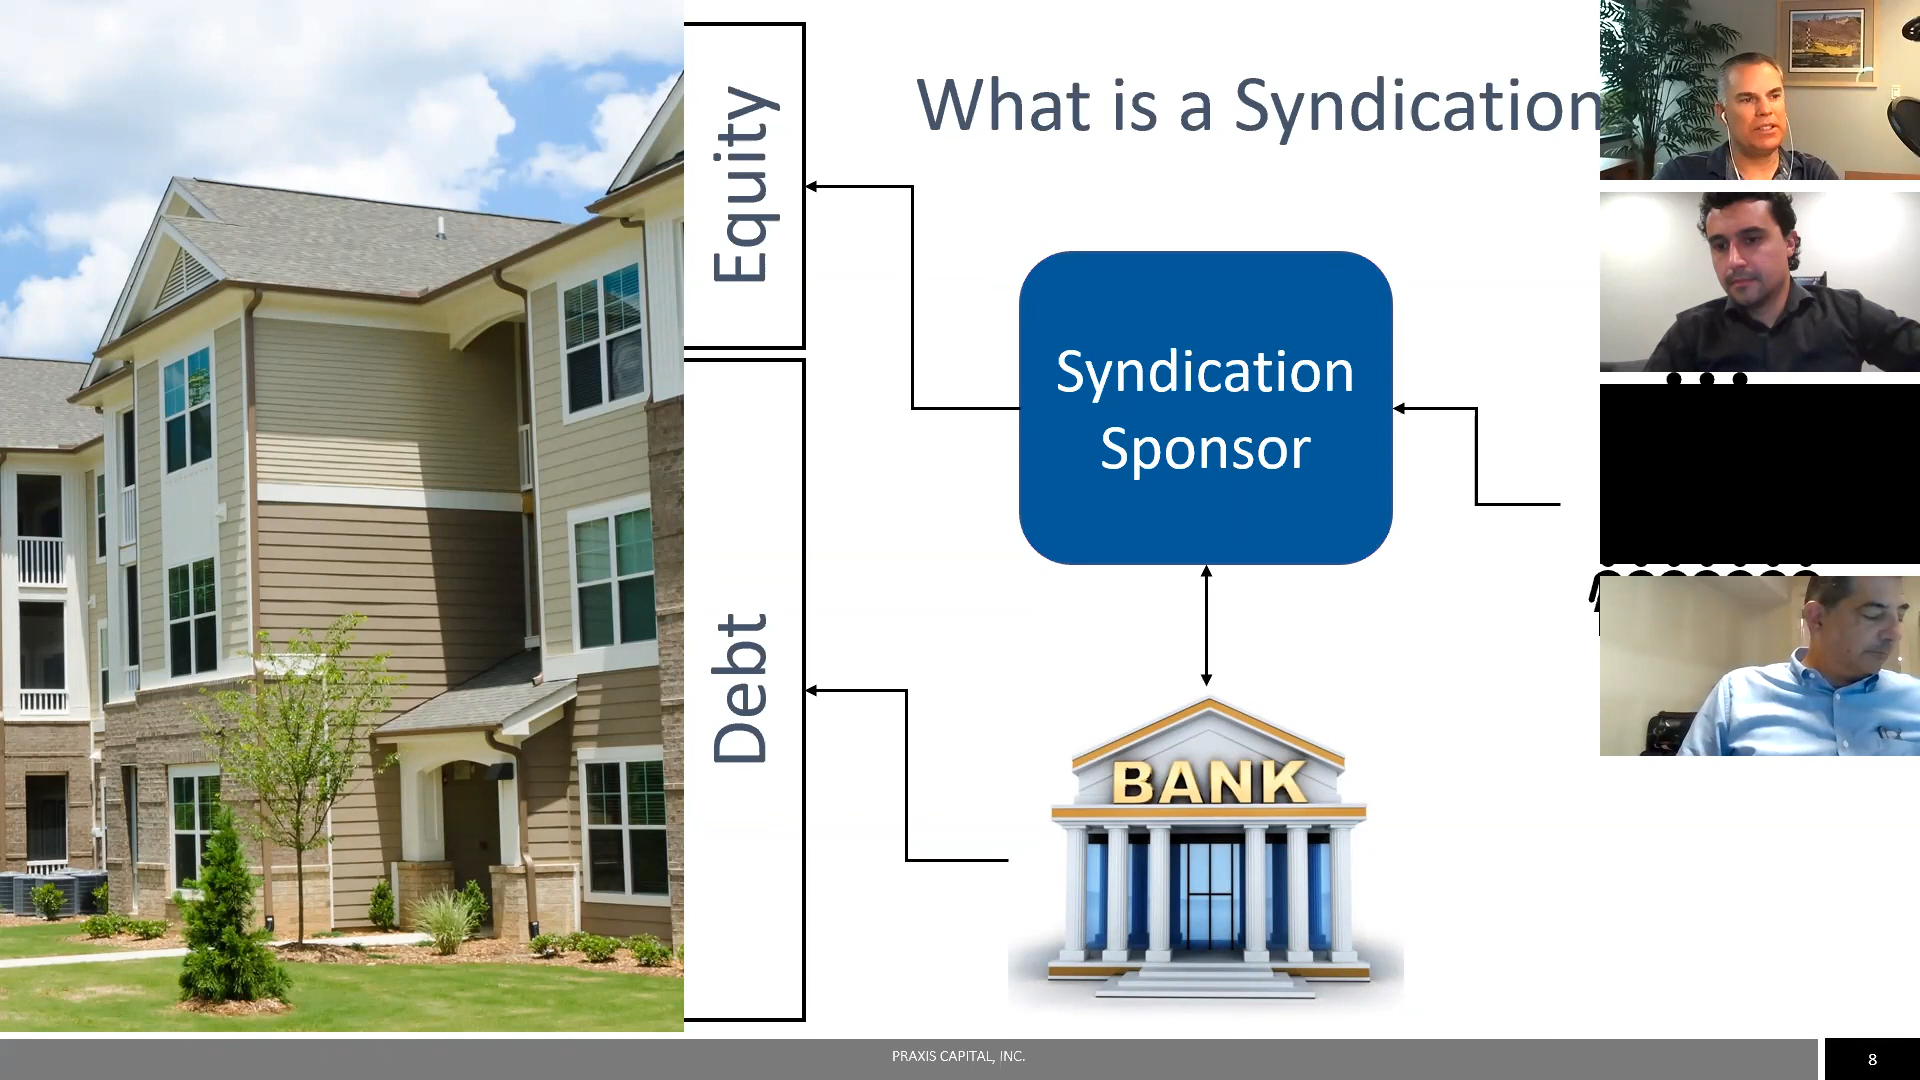 What is a Syndication
Equity
Syndication
Sponsor
Debt
BANK
PRAXIS CAPITAL, INC.
8